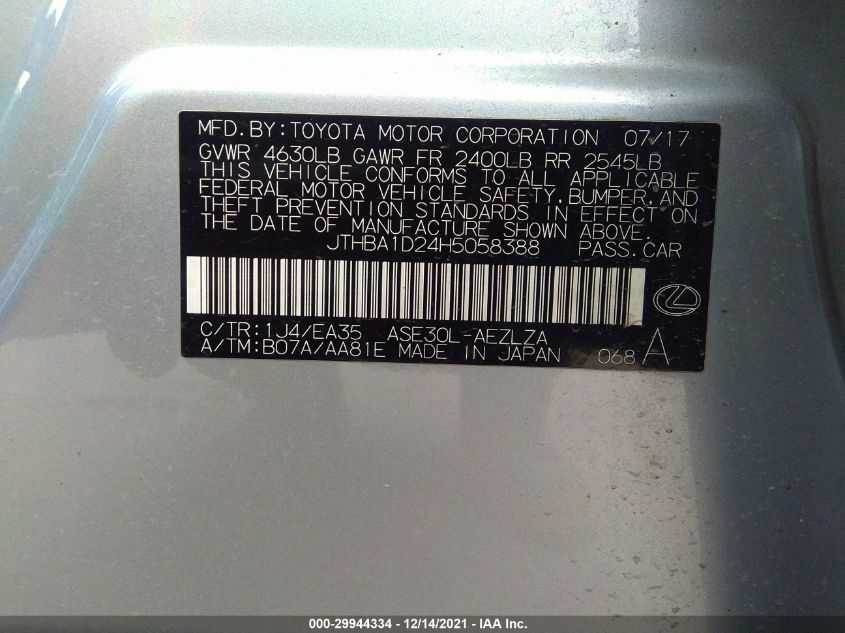 MFD.BY:TOYOTA MOTOR CORPORATION 07/17
GVWR 4630LB GAWR FR 2400LB RR 2545LB
THIS VEHICLE CONFORMS TO ALL APPLICABLE
FEDERAL MOTOR VEHICLE SAFETY,BUMPER,AND
THEFT PREVENTION STANDARDS IN EFFECT ON
THE DATE OF MANUFACTURE SHOWN ABOVE.
JTHBA1D24H5058388 PASS.CAR
C/TR:1J4/EA35 ASE30L-AEZLZA
A/TM:B07A/AA81E MADE IN JAPAN 068 A
000-29944334 - 12/14/2021 - IAA Inc.